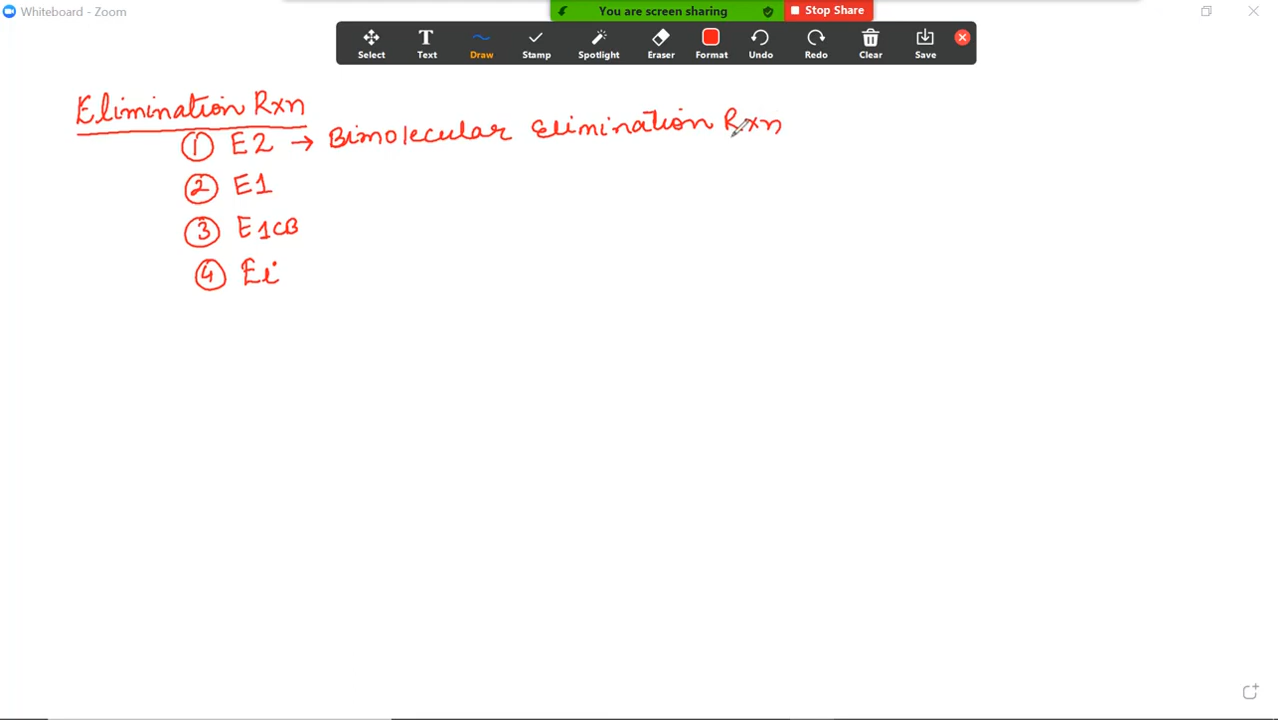 Whiteboard - Zoom
You are screen sharing
Stop Share
Select Text Draw Stamp Spotlight Eraser Format Undo Redo Clear Save
Elimination Rxn
① E2 → Bimolecular Elimination Rxn
② E1
③ E1CB
④ Ei